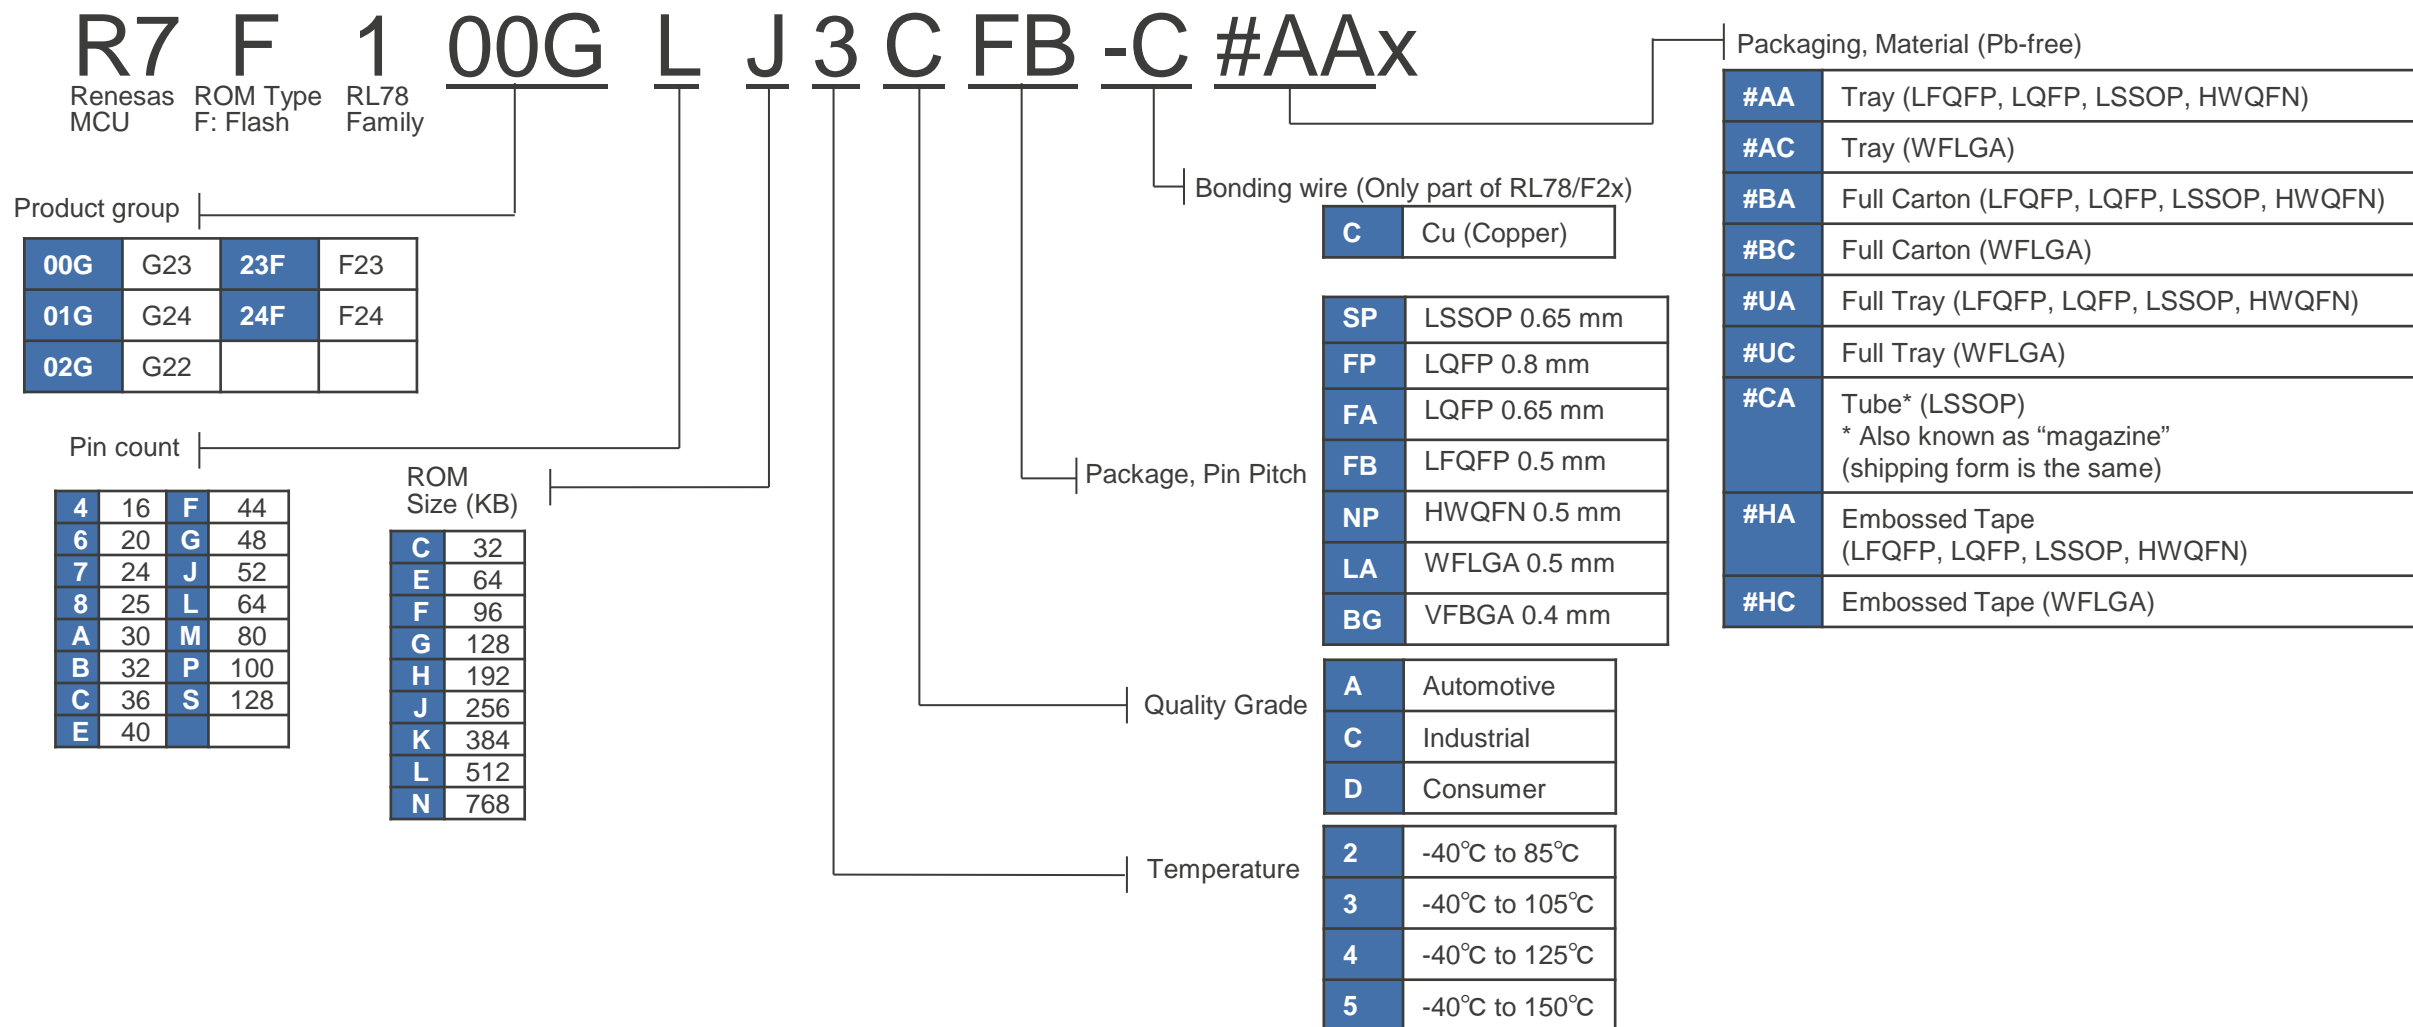 R7 F 1 00G L J 3 C FB -C #AAx
Renesas MCU
ROM Type F: Flash
RL78 Family
Packaging, Material (Pb-free)
#AA Tray (LFQFP, LQFP, LSSOP, HWQFN)
#AC Tray (WFLGA)
#BA Full Carton (LFQFP, LQFP, LSSOP, HWQFN)
#BC Full Carton (WFLGA)
#UA Full Tray (LFQFP, LQFP, LSSOP, HWQFN)
#UC Full Tray (WFLGA)
#CA Tube* (LSSOP)
* Also known as “magazine”
(shipping form is the same)
#HA Embossed Tape
(LFQFP, LQFP, LSSOP, HWQFN)
#HC Embossed Tape (WFLGA)
Bonding wire (Only part of RL78/F2x)
C Cu (Copper)
Product group
00G G23 23F F23
01G G24 24F F24
02G G22
Pin count
4 16 F 44
6 20 G 48
7 24 J 52
8 25 L 64
A 30 M 80
B 32 P 100
C 36 S 128
E 40
ROM
Size (KB)
C 32
E 64
F 96
G 128
H 192
J 256
K 384
L 512
N 768
Package, Pin Pitch
SP LSSOP 0.65 mm
FP LQFP 0.8 mm
FA LQFP 0.65 mm
FB LFQFP 0.5 mm
NP HWQFN 0.5 mm
LA WFLGA 0.5 mm
BG VFBGA 0.4 mm
Quality Grade
A Automotive
C Industrial
D Consumer
Temperature
2 -40℃ to 85℃
3 -40℃ to 105℃
4 -40℃ to 125℃
5 -40℃ to 150℃